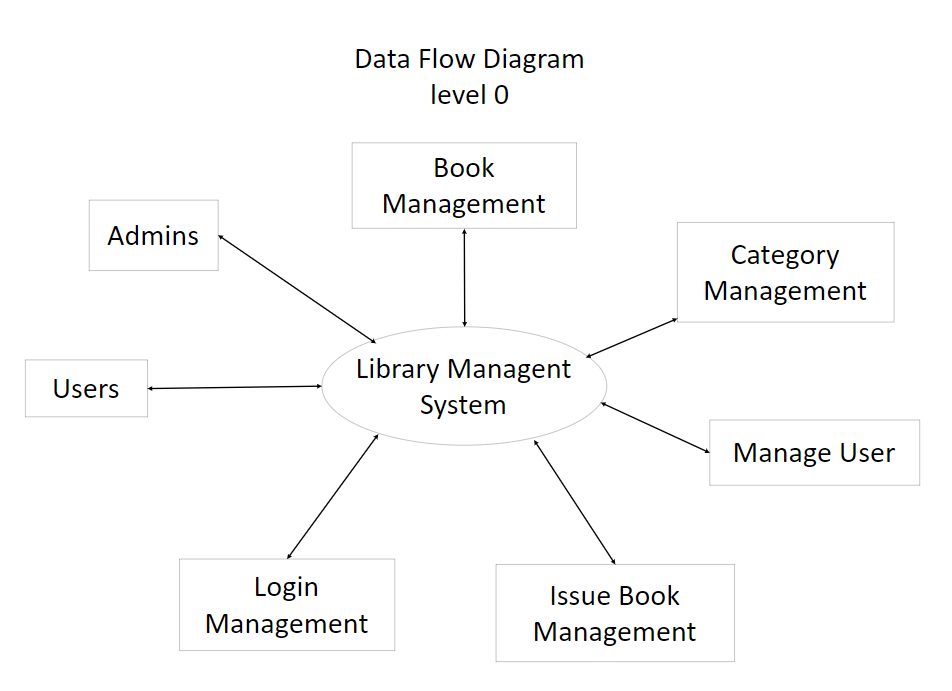 Data Flow Diagram
level 0
Book
Management
Admins
Category
Management
Library Managent
System
Users
Manage User
Login
Management
Issue Book
Management